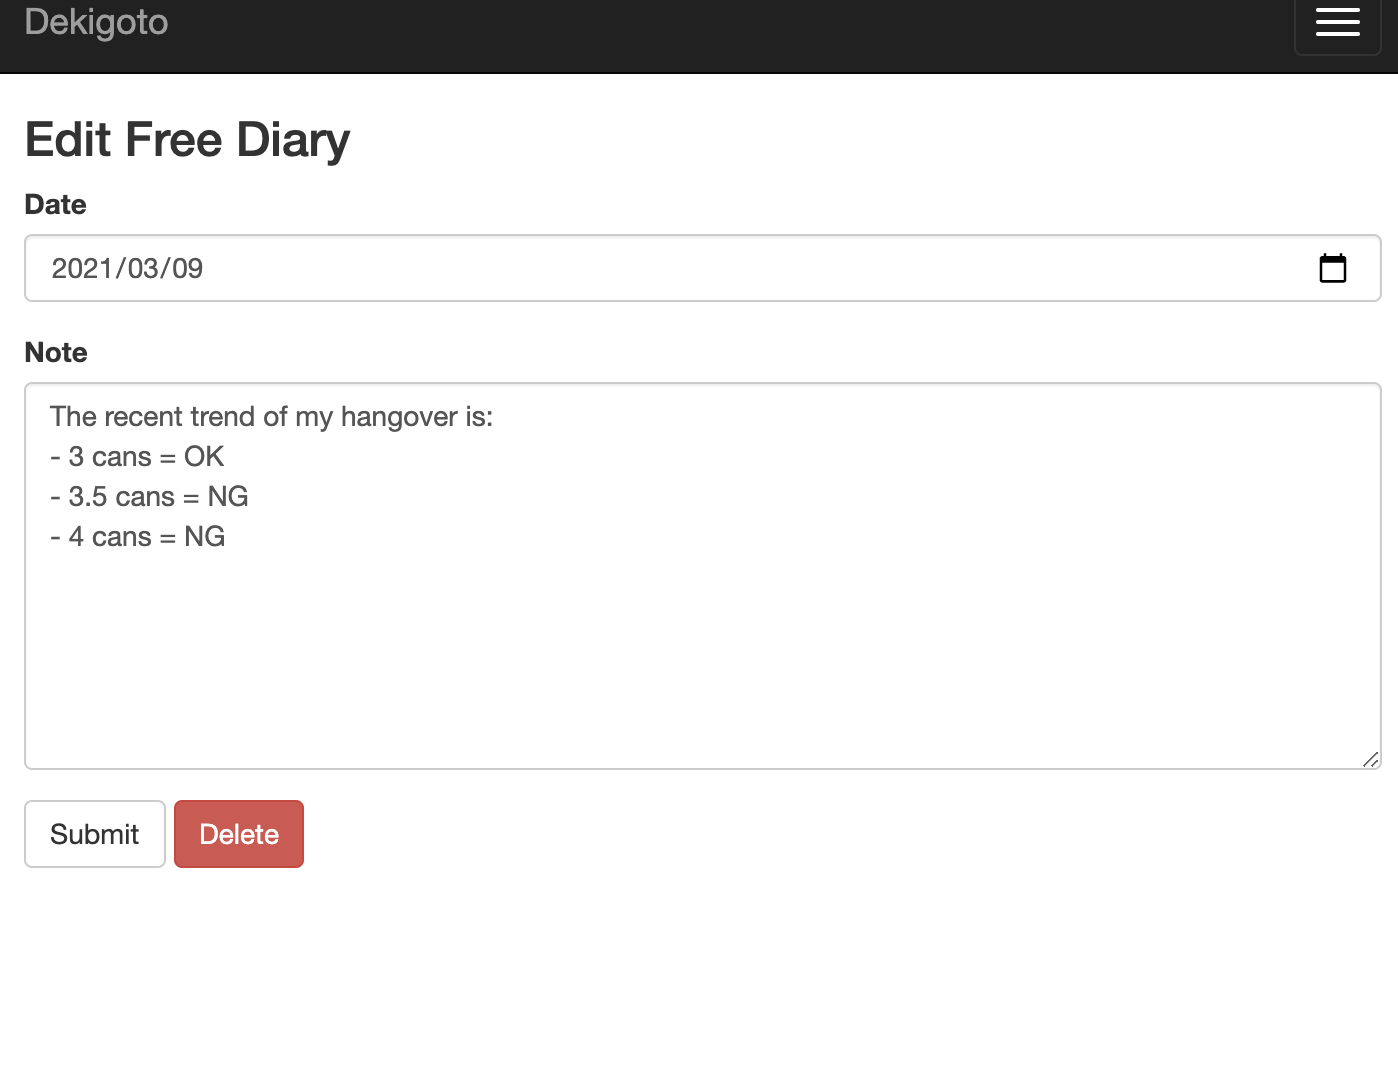 Dekigoto
Edit Free Diary
Date
2021/03/09
Note
The recent trend of my hangover is:
- 3 cans = OK
- 3.5 cans = NG
- 4 cans = NG
Submit Delete